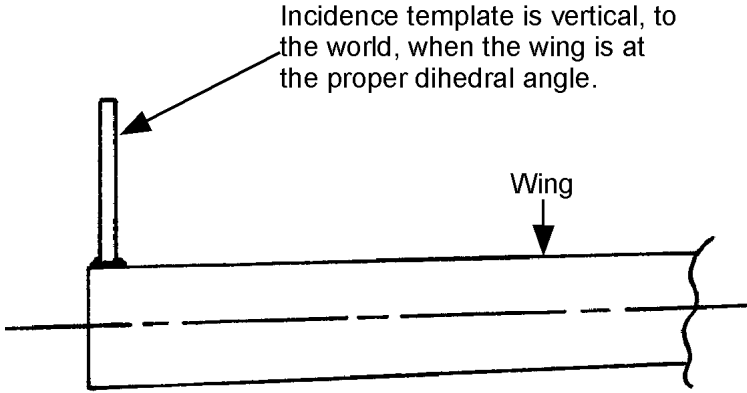 Incidence template is vertical, to
the world, when the wing is at
the proper dihedral angle.
Wing